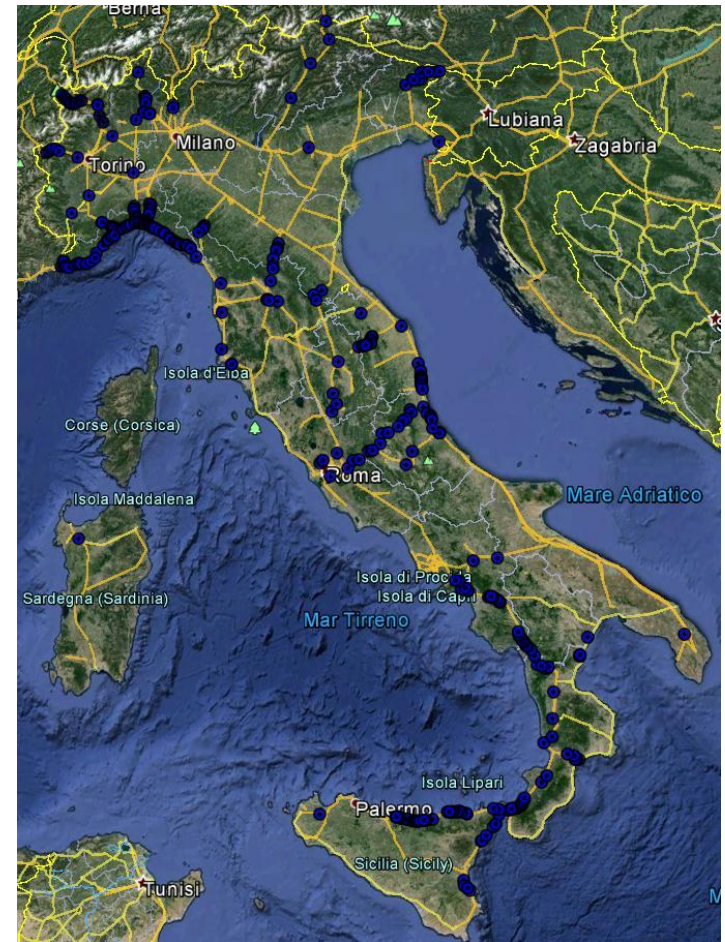 Berna
Lubiana
Zagabria
Milano
Torino
Isola d'Elba
Corse (Corsica)
Roma
Isola Maddalena
Mare Adriatico
Isola di Procida
Isola di Capri
Sardegna (Sardinia)
Mar Tirreno
Isola Lipari
Palermo
Sicilia (Sicily)
Tunisi
M